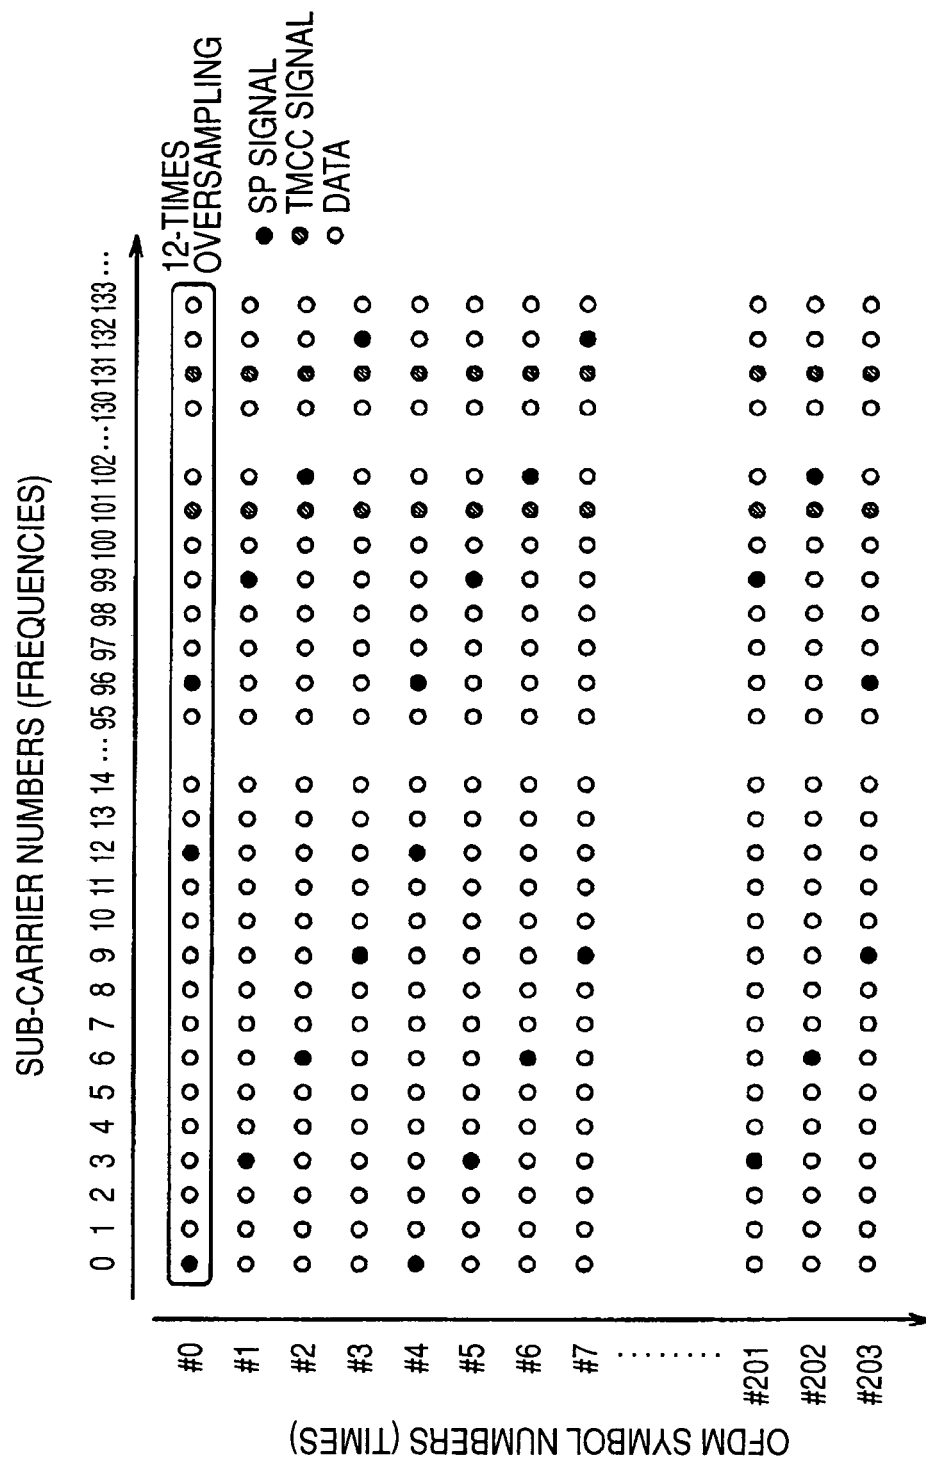 SUB-CARRIER NUMBERS (FREQUENCIES)
0 1 2 3 4 5 6 7 8 9 10 11 12 13 14 ... 95 96 97 98 99 100 101 102 ... 130 131 132 133 ...
12-TIMES
OVERSAMPLING
● SP SIGNAL
TMCC SIGNAL
○ DATA
#0
#1
#2
#3
#4
#5
#6
#7
........
#201
#202
#203
OFDM SYMBOL NUMBERS (TIMES)